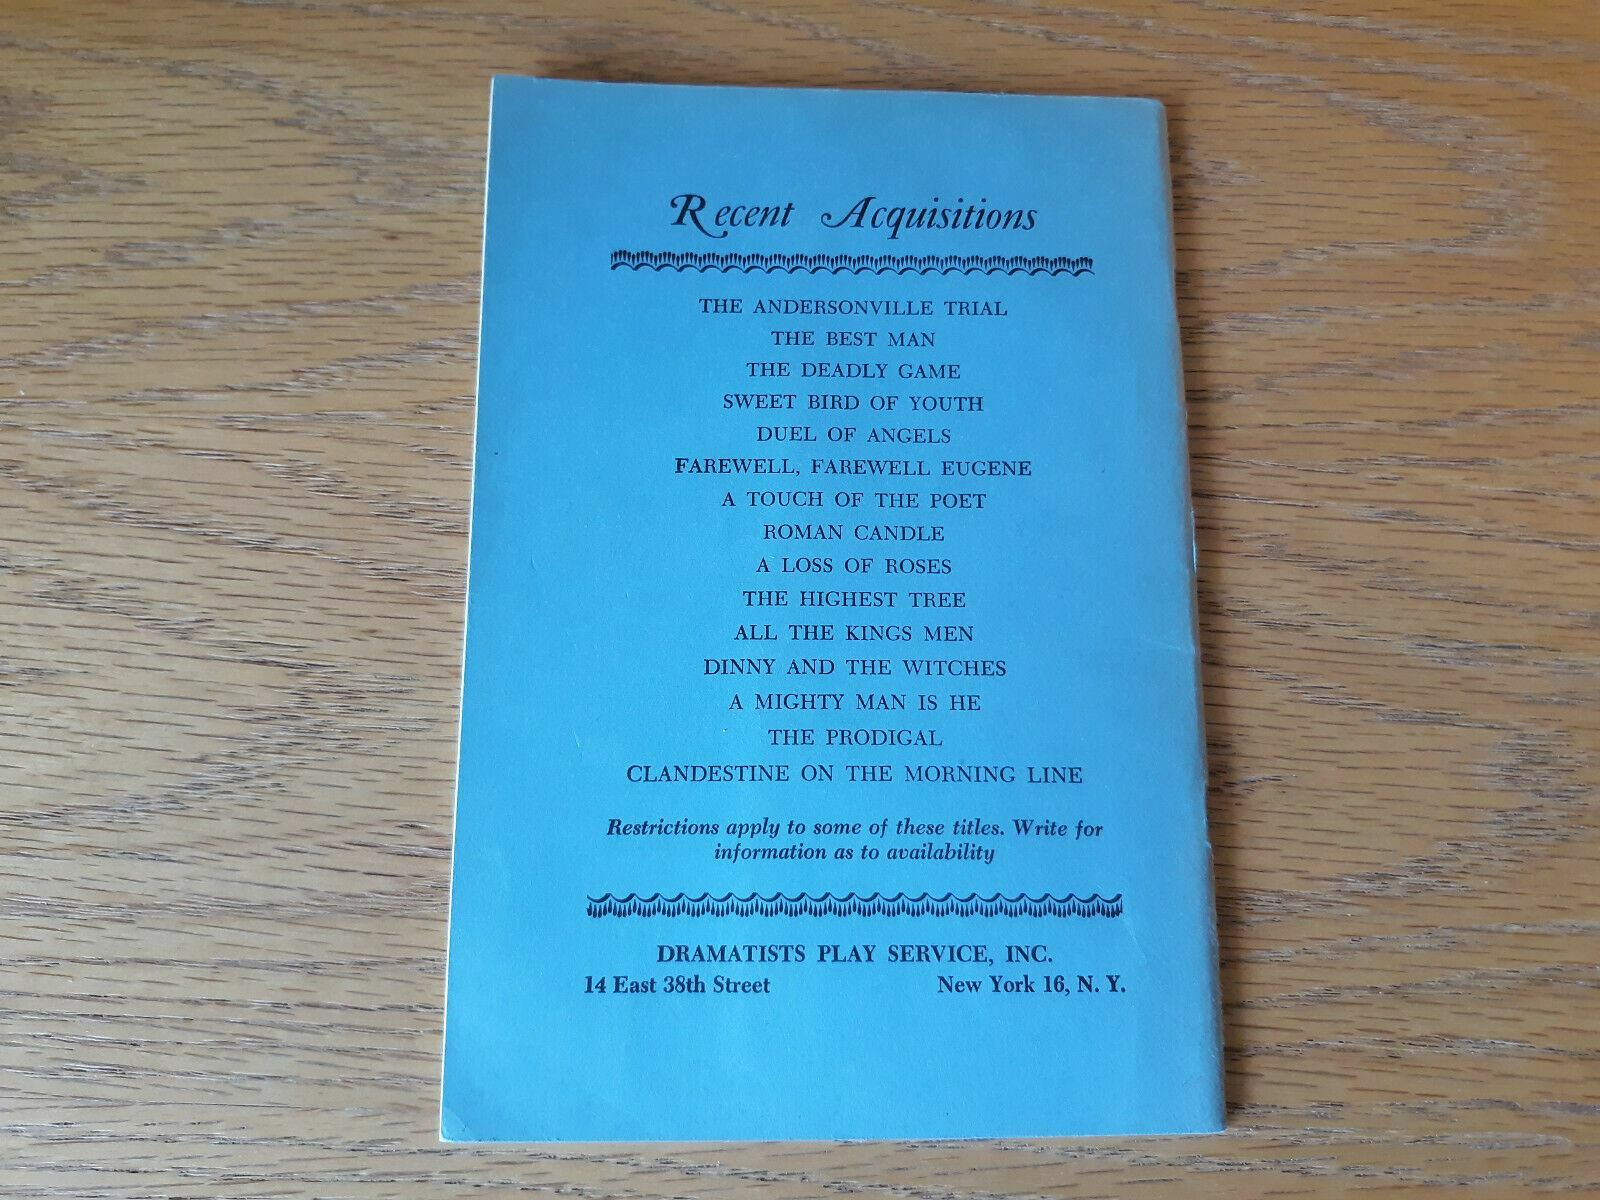 Recent Acquisitions
THE ANDERSONVILLE TRIAL
THE BEST MAN
THE DEADLY GAME
SWEET BIRD OF YOUTH
DUEL OF ANGELS
FAREWELL, FAREWELL EUGENE
A TOUCH OF THE POET
ROMAN CANDLE
A LOSS OF ROSES
THE HIGHEST TREE
ALL THE KINGS MEN
DINNY AND THE WITCHES
A MIGHTY MAN IS HE
THE PRODIGAL
CLANDESTINE ON THE MORNING LINE
Restrictions apply to some of these titles. Write for
information as to availability
DRAMATISTS PLAY SERVICE, INC.
14 East 38th Street New York 16, N. Y.